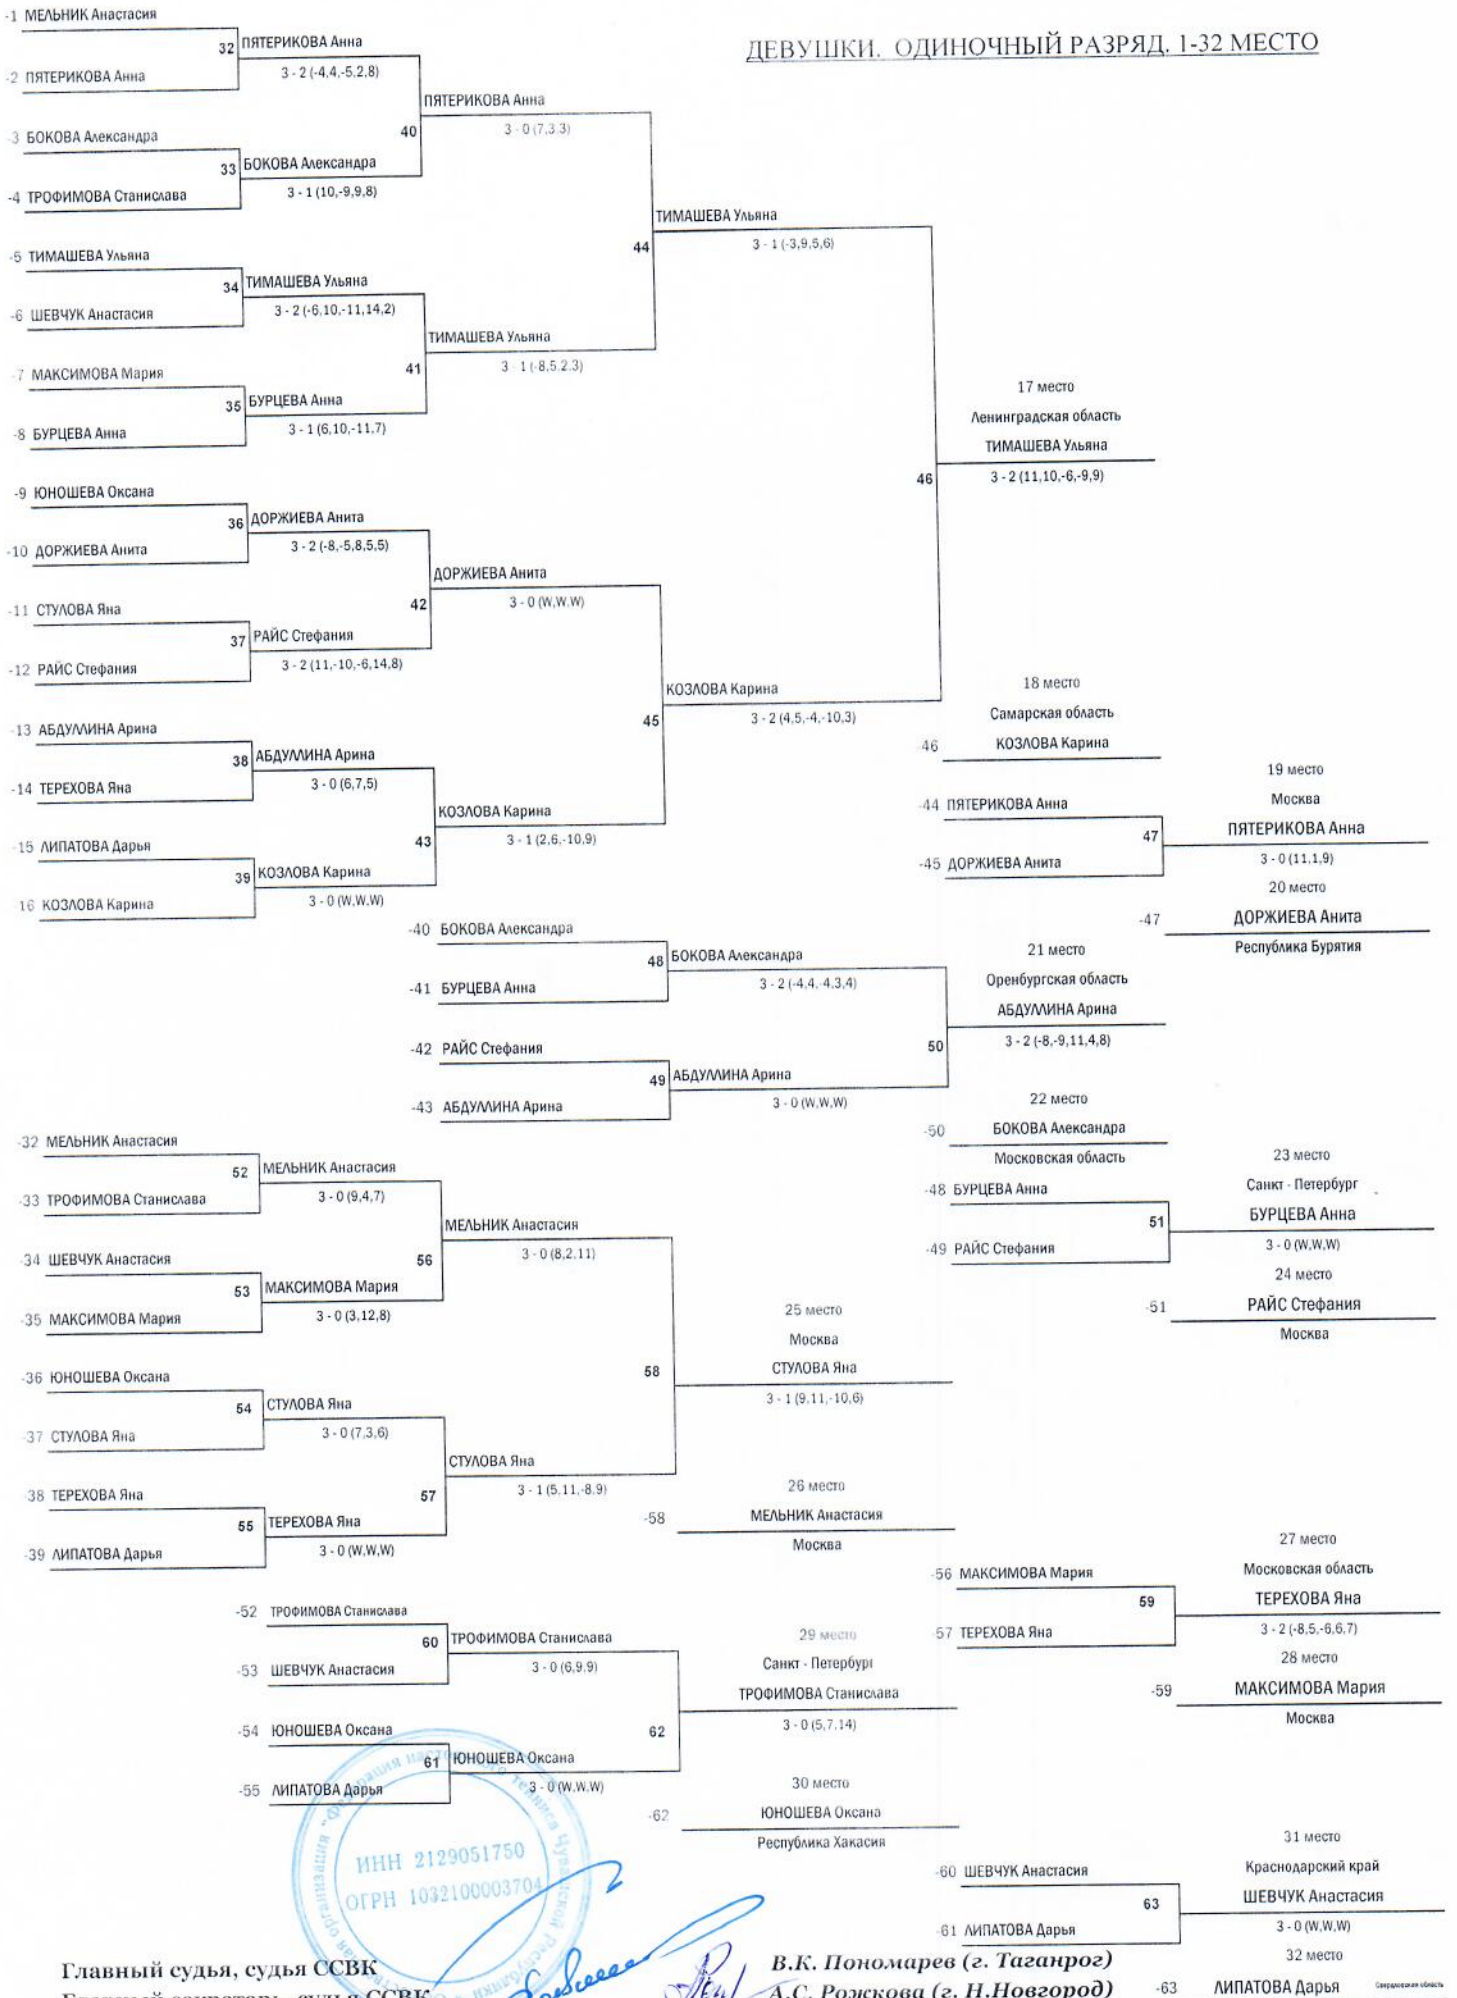 ДЕВУШКИ. ОДИНОЧНЫЙ РАЗРЯД. 1-32 МЕСТО
-1 МЕЛЬНИК Анастасия
32 ПЯТЕРИКОВА Анна
3 - 2 (-4,4,-5,2,8)
-2 ПЯТЕРИКОВА Анна
ПЯТЕРИКОВА Анна
40 3 - 0 (7,3,3)
-3 БОКОВА Александра
33 БОКОВА Александра
3 - 1 (10,-9,9,8)
-4 ТРОФИМОВА Станислава
ТИМАШЕВА Ульяна
44 3 - 1 (-3,9,5,6)
-5 ТИМАШЕВА Ульяна
34 ТИМАШЕВА Ульяна
3 - 2 (-6,10,-11,14,2)
-6 ШЕВЧУК Анастасия
ТИМАШЕВА Ульяна
41 3 - 1 (-8,5,2,3)
-7 МАКСИМОВА Мария
35 БУРЦЕВА Анна
3 - 1 (6,10,-11,7)
-8 БУРЦЕВА Анна
17 место
Ленинградская область
ТИМАШЕВА Ульяна
46 3 - 2 (11,10,-6,-9,9)
-9 ЮНОШЕВА Оксана
36 ДОРЖИЕВА Анита
3 - 2 (-8,-5,8,5,5)
-10 ДОРЖИЕВА Анита
ДОРЖИЕВА Анита
42 3 - 0 (W,W,W)
-11 СТУЛОВА Яна
37 РАЙС Стефания
3 - 2 (11,-10,-6,14,8)
-12 РАЙС Стефания
КОЗЛОВА Карина
45 3 - 2 (4,5,-4,-10,3)
-13 АБДУЛЛИНА Арина
38 АБДУЛЛИНА Арина
3 - 0 (6,7,5)
-14 ТЕРЕХОВА Яна
КОЗЛОВА Карина
43 3 - 1 (2,6,-10,9)
-15 ЛИПАТОВА Дарья
39 КОЗЛОВА Карина
3 - 0 (W,W,W)
-16 КОЗЛОВА Карина
18 место
Самарская область
-46 КОЗЛОВА Карина
19 место
Москва
-44 ПЯТЕРИКОВА Анна
47 ПЯТЕРИКОВА Анна
3 - 0 (11,1,9)
-45 ДОРЖИЕВА Анита
20 место
-47 ДОРЖИЕВА Анита
Республика Бурятия
-40 БОКОВА Александра
48 БОКОВА Александра
3 - 2 (-4,4,-4,3,4)
-41 БУРЦЕВА Анна
21 место
Оренбургская область
АБДУЛЛИНА Арина
50 3 - 2 (-8,-9,11,4,8)
-42 РАЙС Стефания
49 АБДУЛЛИНА Арина
3 - 0 (W,W,W)
-43 АБДУЛЛИНА Арина
22 место
-50 БОКОВА Александра
Московская область
23 место
Санкт - Петербург
-48 БУРЦЕВА Анна
51 БУРЦЕВА Анна
3 - 0 (W,W,W)
-49 РАЙС Стефания
24 место
-51 РАЙС Стефания
Москва
-32 МЕЛЬНИК Анастасия
52 МЕЛЬНИК Анастасия
3 - 0 (9,4,7)
-33 ТРОФИМОВА Станислава
МЕЛЬНИК Анастасия
56 3 - 0 (8,2,11)
-34 ШЕВЧУК Анастасия
53 МАКСИМОВА Мария
3 - 0 (3,12,8)
-35 МАКСИМОВА Мария
25 место
Москва
СТУЛОВА Яна
58 3 - 1 (9,11,-10,6)
-36 ЮНОШЕВА Оксана
54 СТУЛОВА Яна
3 - 0 (7,3,6)
-37 СТУЛОВА Яна
СТУЛОВА Яна
57 3 - 1 (5,11,-8,9)
-38 ТЕРЕХОВА Яна
55 ТЕРЕХОВА Яна
3 - 0 (W,W,W)
-39 ЛИПАТОВА Дарья
26 место
-58 МЕЛЬНИК Анастасия
Москва
27 место
Московская область
-56 МАКСИМОВА Мария
59 ТЕРЕХОВА Яна
3 - 2 (-8,5,-6,6,7)
-57 ТЕРЕХОВА Яна
28 место
-59 МАКСИМОВА Мария
Москва
-52 ТРОФИМОВА Станислава
60 ТРОФИМОВА Станислава
3 - 0 (6,9,9)
-53 ШЕВЧУК Анастасия
29 место
Санкт - Петербург
ТРОФИМОВА Станислава
62 3 - 0 (5,7,14)
-54 ЮНОШЕВА Оксана
61 ЮНОШЕВА Оксана
3 - 0 (W,W,W)
-55 ЛИПАТОВА Дарья
30 место
-62 ЮНОШЕВА Оксана
Республика Хакасия
31 место
Краснодарский край
-60 ШЕВЧУК Анастасия
63 ШЕВЧУК Анастасия
3 - 0 (W,W,W)
-61 ЛИПАТОВА Дарья
32 место
-63 ЛИПАТОВА Дарья Свердловская область
организация "Федерация настольного тенниса Чувашской Республики
ИНН 2129051750
ОГРН 1032100003704
Главный судья, судья ССВК В.К. Пономарев (г. Таганрог)
Главный секретарь, судья ССВК А.С. Рожкова (г. Н.Новгород)